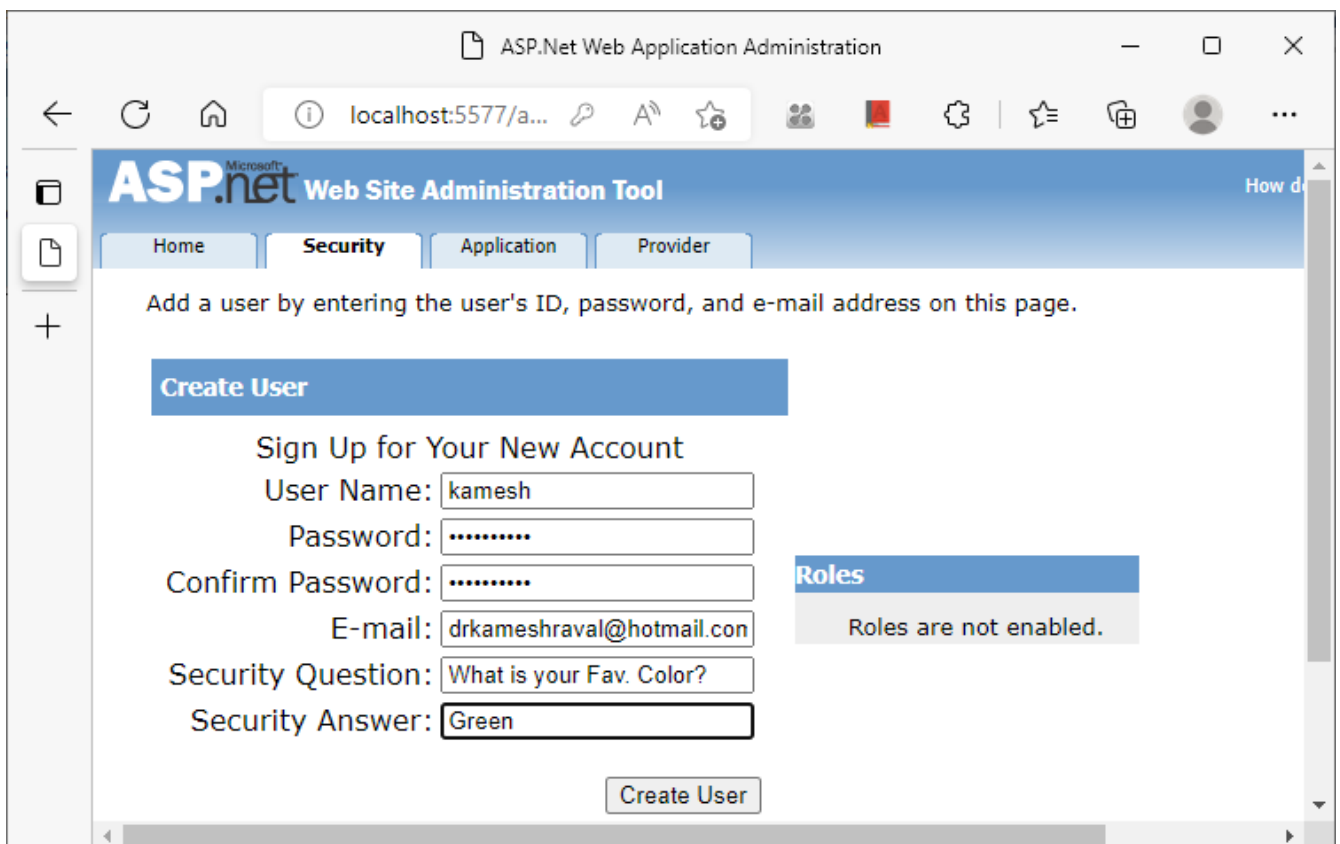 ASP.Net Web Application Administration
localhost:5577/a...
Microsoft
ASP.net Web Site Administration Tool
How d
Home Security Application Provider
Add a user by entering the user's ID, password, and e-mail address on this page.
Create User
Sign Up for Your New Account
User Name: kamesh
Password: ••••••••••
Confirm Password: ••••••••••
Roles
E-mail: drkameshraval@hotmail.com
Roles are not enabled.
Security Question: What is your Fav. Color?
Security Answer: Green
Create User